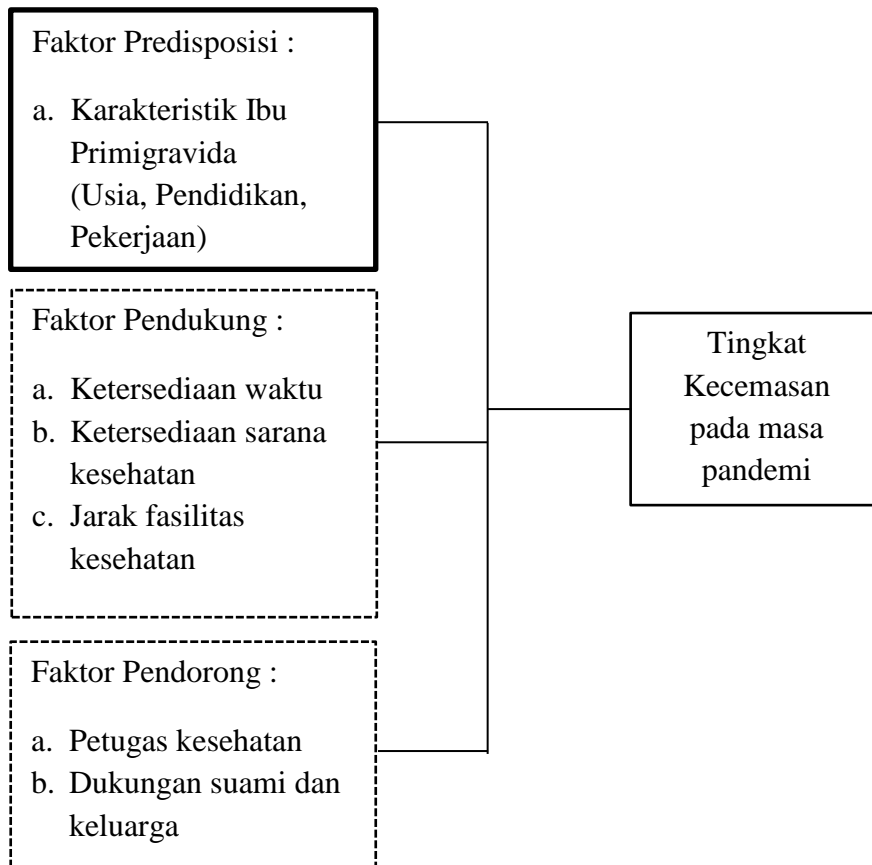 Faktor Predisposisi :
a. Karakteristik Ibu
Primigravida
(Usia, Pendidikan,
Pekerjaan)
Faktor Pendukung :
a. Ketersediaan waktu
b. Ketersediaan sarana
kesehatan
c. Jarak fasilitas
kesehatan
Faktor Pendorong :
a. Petugas kesehatan
b. Dukungan suami dan
keluarga
Tingkat
Kecemasan
pada masa
pandemi